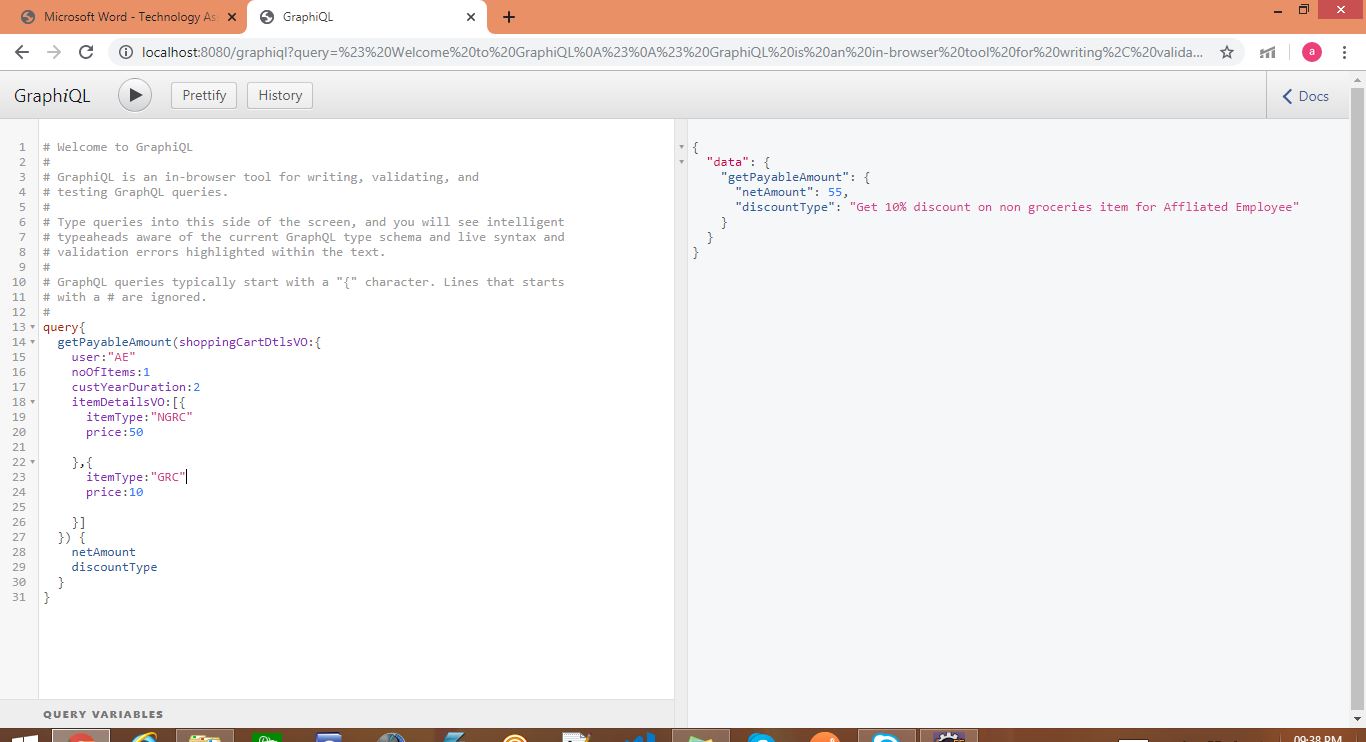 Microsoft Word - Technology As
GraphiQL
localhost:8080/graphiql?query=%23%20Welcome%20to%20GraphiQL%0A%23%0A%23%20GraphiQL%20is%20an%20in-browser%20tool%20for%20writing%2C%20valida...
a
GraphiQL
Prettify
History
Docs
1 # Welcome to GraphiQL
2 #
3 # GraphiQL is an in-browser tool for writing, validating, and
4 # testing GraphQL queries.
5 #
6 # Type queries into this side of the screen, and you will see intelligent
7 # typeaheads aware of the current GraphQL type schema and live syntax and
8 # validation errors highlighted within the text.
9 #
10 # GraphQL queries typically start with a "{" character. Lines that starts
11 # with a # are ignored.
12 #
13 query{
14 getPayableAmount(shoppingCartDtlsVO:{
15 user:"AE"
16 noOfItems:1
17 custYearDuration:2
18 itemDetailsVO:[{
19 itemType:"NGRC"
20 price:50
21
22 },{
23 itemType:"GRC"
24 price:10
25
26 }]
27 }) {
28 netAmount
29 discountType
30 }
31 }
QUERY VARIABLES
{
"data": {
"getPayableAmount": {
"netAmount": 55,
"discountType": "Get 10% discount on non groceries item for Affliated Employee"
}
}
}
09:38 PM